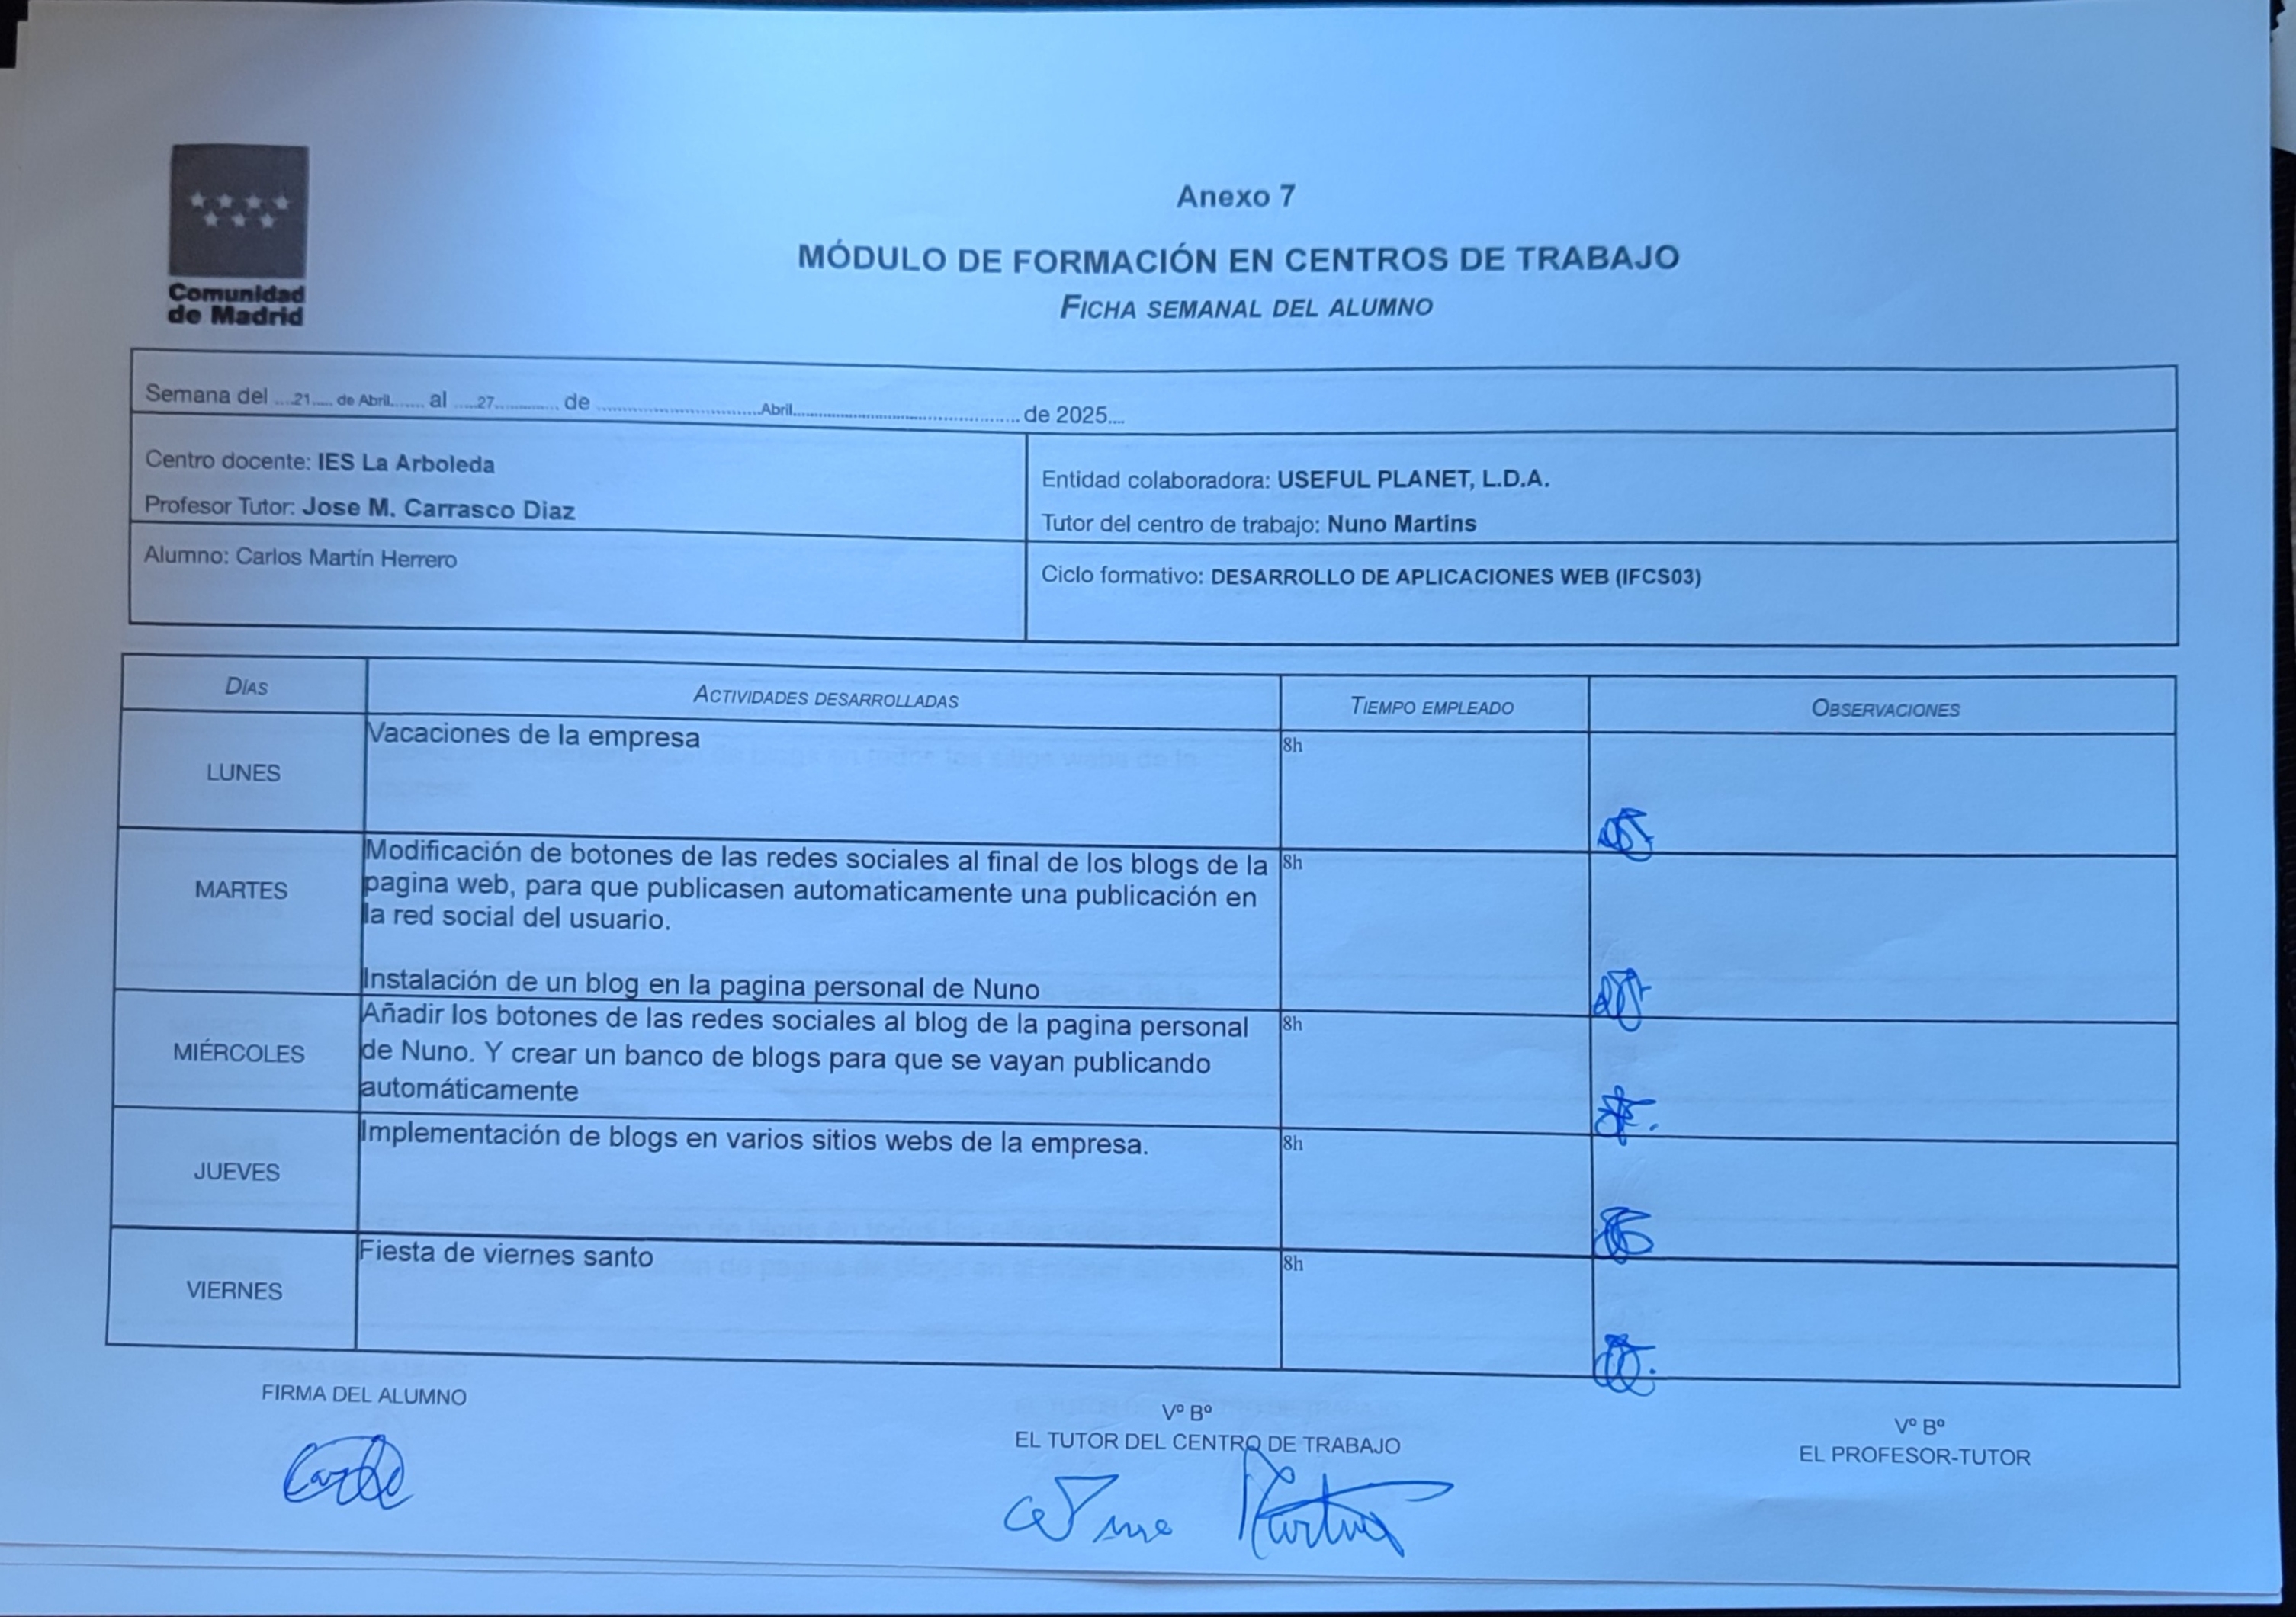 Comunidad
de Madrid
Anexo 7
MÓDULO DE FORMACIÓN EN CENTROS DE TRABAJO
FICHA SEMANAL DEL ALUMNO
Semana del ....21..... de Abril....... al .....27............. de ..............................Abril.......................................... de 2025....
Centro docente: IES La Arboleda
Profesor Tutor: Jose M. Carrasco Diaz
Entidad colaboradora: USEFUL PLANET, L.D.A.
Tutor del centro de trabajo: Nuno Martins
Alumno: Carlos Martín Herrero
Ciclo formativo: DESARROLLO DE APLICACIONES WEB (IFCS03)
DÍAS ACTIVIDADES DESARROLLADAS TIEMPO EMPLEADO OBSERVACIONES
LUNES
Vacaciones de la empresa
8h
MARTES
Modificación de botones de las redes sociales al final de los blogs de la
pagina web, para que publicasen automaticamente una publicación en
la red social del usuario.
Instalación de un blog en la pagina personal de Nuno
8h
MIÉRCOLES
Añadir los botones de las redes sociales al blog de la pagina personal
de Nuno. Y crear un banco de blogs para que se vayan publicando
automáticamente
8h
JUEVES
Implementación de blogs en varios sitios webs de la empresa.
8h
VIERNES
Fiesta de viernes santo
8h
FIRMA DEL ALUMNO
Vº Bº
EL TUTOR DEL CENTRO DE TRABAJO
Vº Bº
EL PROFESOR-TUTOR